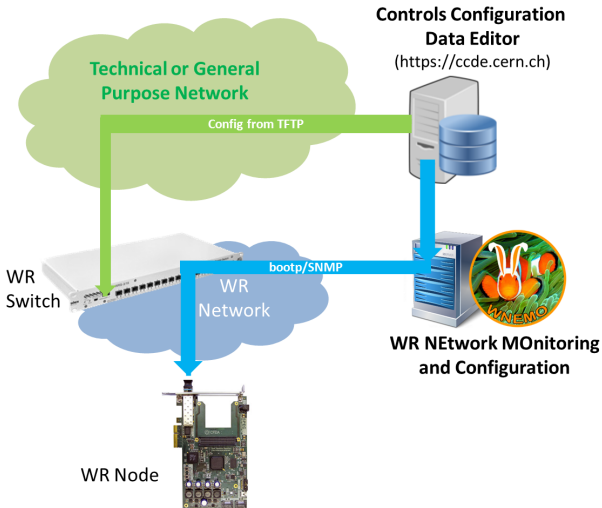 Controls Configuration
Data Editor
(https://ccde.cern.ch)
Technical or General
Purpose Network
Config from TFTP
bootp/SNMP
WR
Switch
WR
Network
WNEMO
WR NEtwork MOnitoring
and Configuration
WR Node